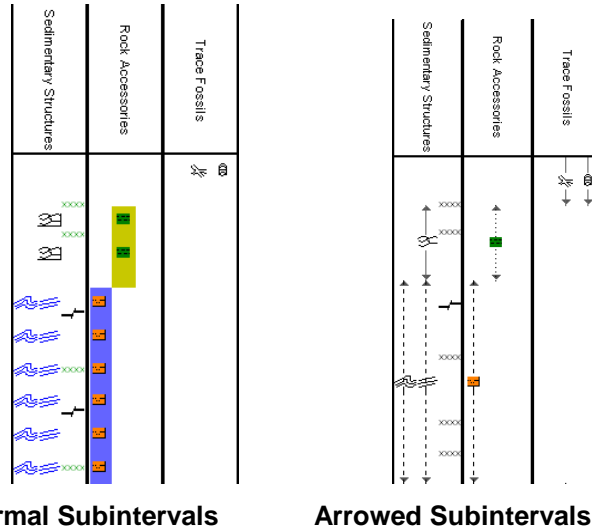 Sedimentary Structures
Rock Accessories
Trace Fossils
Sedimentary Structures
Rock Accessories
Trace Fossils
rmal Subintervals
Arrowed Subintervals